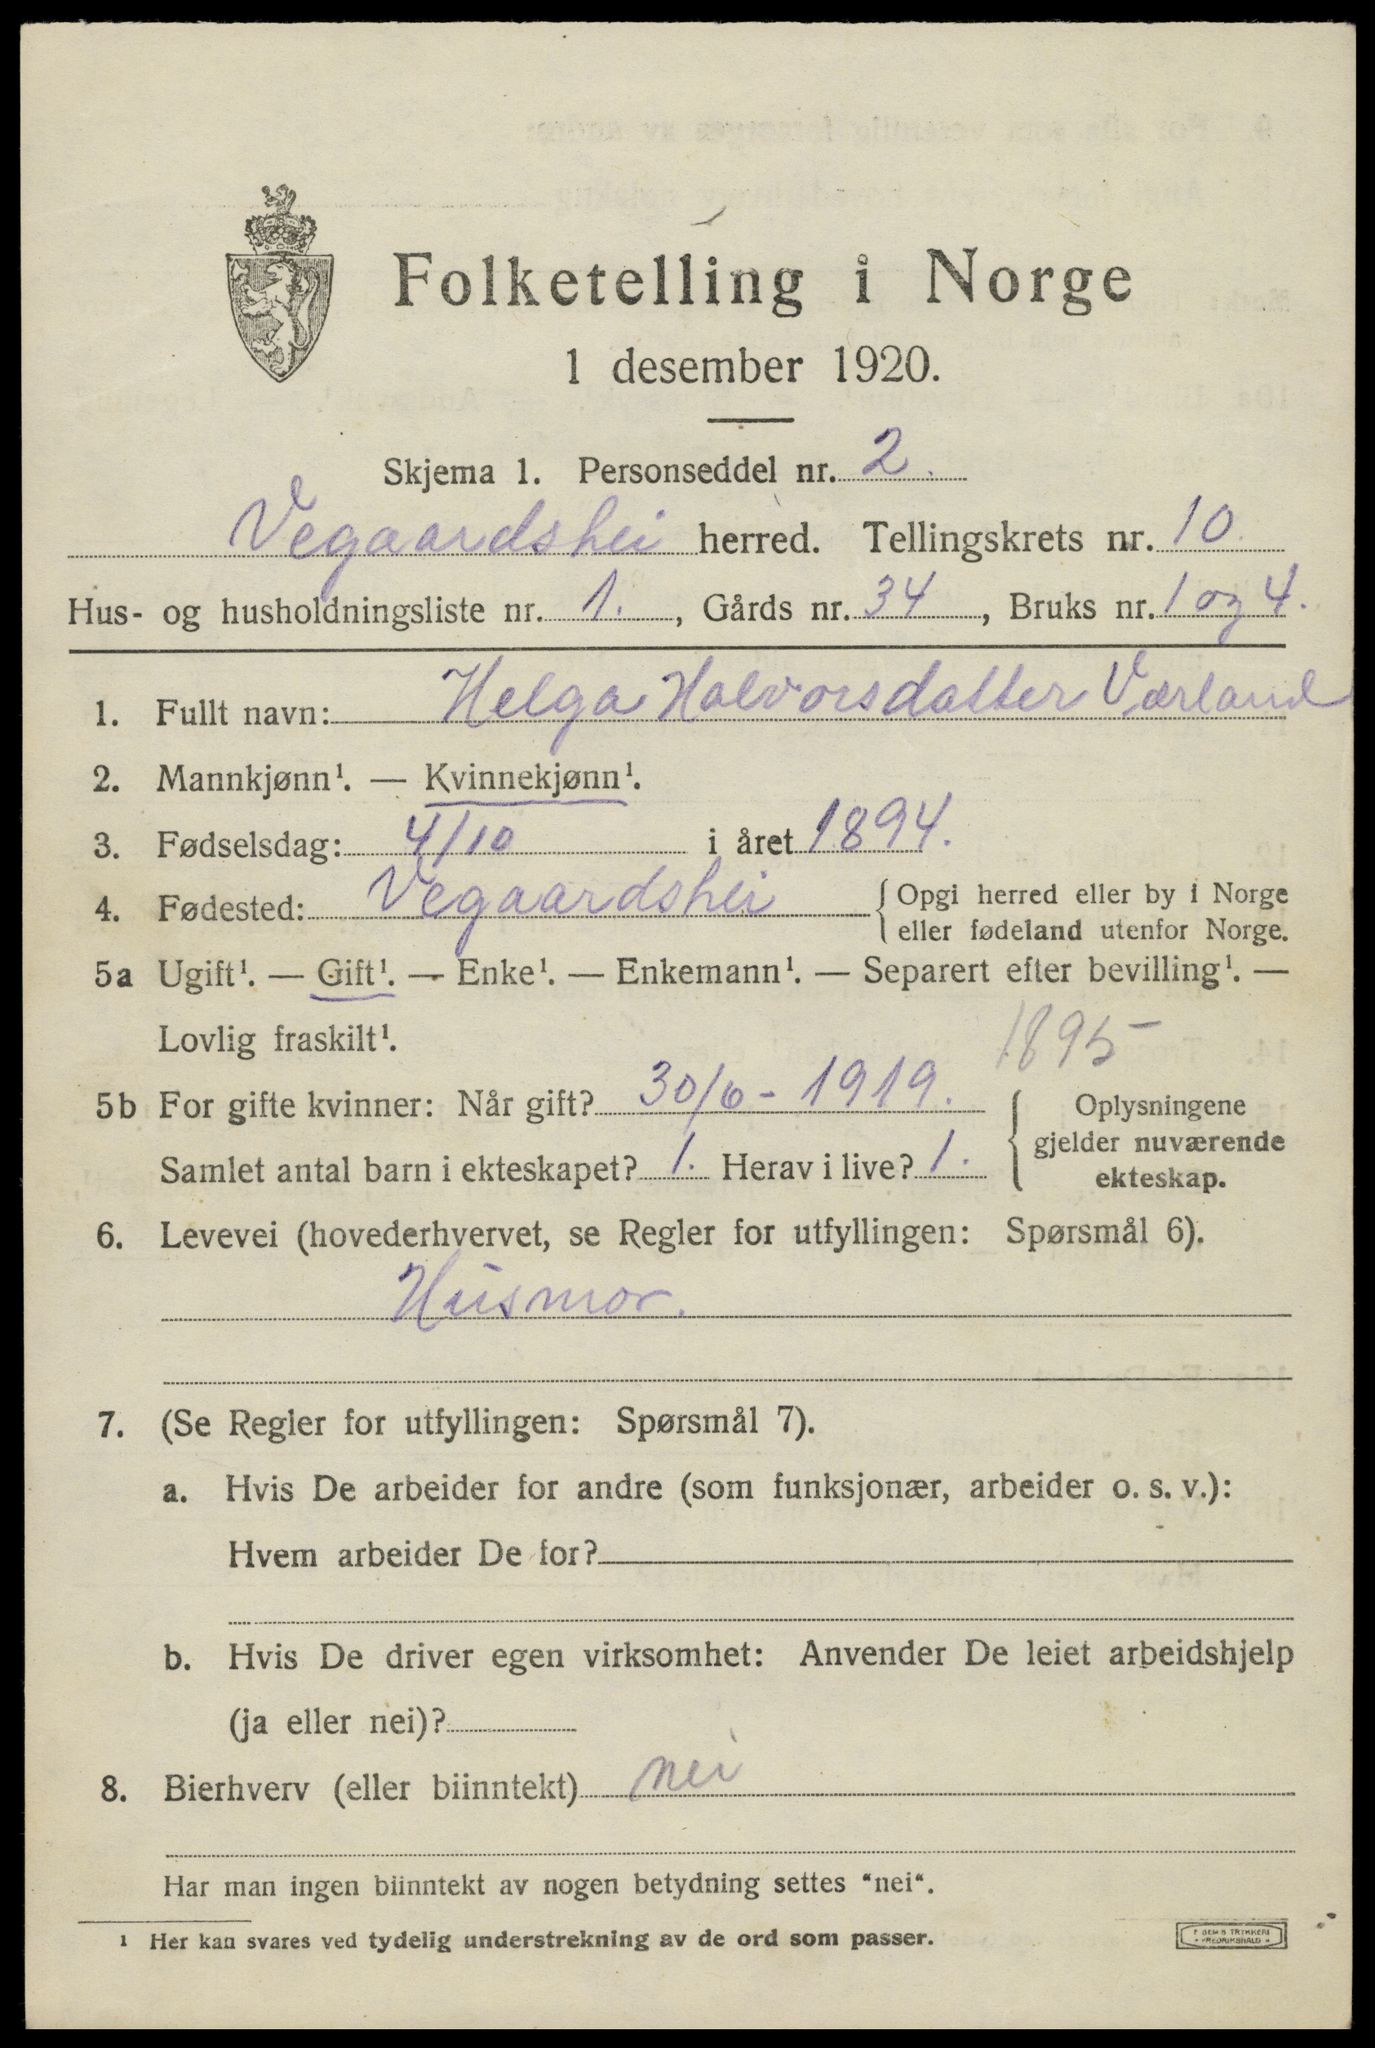 Folketelling i Norge
1 desember 1920.
Skjema 1. Personseddel nr. 2.
Vegaardshei herred. Tellingskrets nr. 10.
Hus- og husholdningsliste nr. 1., Gårds nr. 34, Bruks nr. 1 og 4.
1. Fullt navn: Helga Halvorsdatter Værland
2. Mannkjønn¹. — Kvinnekjønn¹.
3. Fødselsdag: 4/10 i året 1894.
4. Fødested: Vegaardshei { Opgi herred eller by i Norge
eller fødeland utenfor Norge.
5a Ugift¹. — Gift¹. — Enke¹. — Enkemann¹. — Separert efter bevilling¹. —
Lovlig fraskilt¹.
1895
5b For gifte kvinner: Når gift? 30/6 - 1919. { Oplysningene
gjelder nuværende
Samlet antal barn i ekteskapet? 1. Herav i live? 1.
ekteskap.
6. Levevei (hovederhvervet, se Regler for utfyllingen: Spørsmål 6).
Husmor.
7. (Se Regler for utfyllingen: Spørsmål 7).
a. Hvis De arbeider for andre (som funksjonær, arbeider o. s. v.):
Hvem arbeider De for?
b. Hvis De driver egen virksomhet: Anvender De leiet arbeidshjelp
(ja eller nei)?
8. Bierhverv (eller biinntekt) nei
Har man ingen biinntekt av nogen betydning settes "nei".
1 Her kan svares ved tydelig understrekning av de ord som passer.